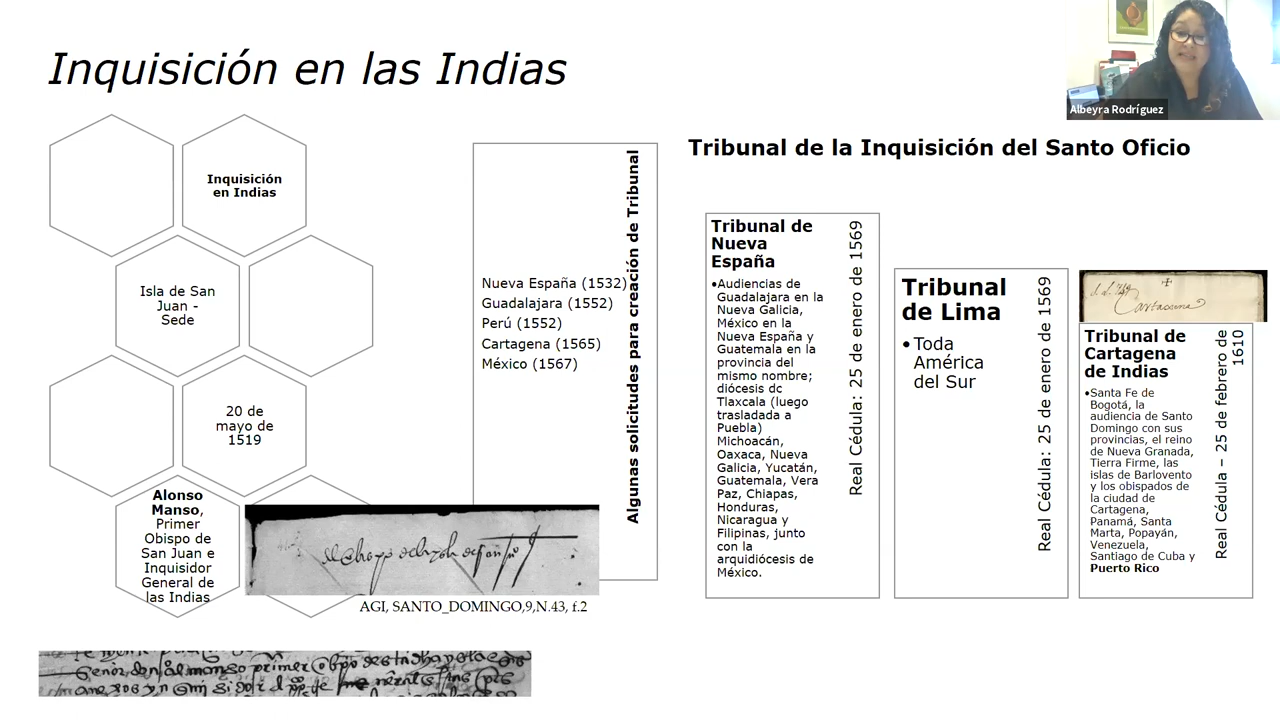 Inquisición en las Indias
Albeyra Rodríguez
Inquisición
en Indias
Isla de San
Juan -
Sede
20 de
mayo de
1519
Alonso
Manso,
Primer
Obispo de
San Juan e
Inquisidor
General de
las Indias
Nueva España (1532)
Guadalajara (1552)
Perú (1552)
Cartagena (1565)
México (1567)
Algunas solicitudes para creación de Tribunal
AGI, SANTO_DOMINGO,9,N.43, f.2
Tribunal de la Inquisición del Santo Oficio
Tribunal de
Nueva
España
•Audiencias de
Guadalajara en la
Nueva Galicia,
México en la
Nueva España y
Guatemala en la
provincia del
mismo nombre;
diócesis dc
Tlaxcala (luego
trasladada a
Puebla)
Michoacán,
Oaxaca, Nueva
Galicia, Yucatán,
Guatemala, Vera
Paz, Chiapas,
Honduras,
Nicaragua y
Filipinas, junto
con la
arquidiócesis de
México.
Real Cédula: 25 de enero de 1569
Tribunal
de Lima
• Toda
América
del Sur
Real Cédula: 25 de enero de 1569
Cartagena
Tribunal de
Cartagena
de Indias
•Santa Fe de
Bogotá, la
audiencia de Santo
Domingo con sus
provincias, el reino
de Nueva Granada,
Tierra Firme, las
islas de Barlovento
y los obispados de
la ciudad de
Cartagena,
Panamá, Santa
Marta, Popayán,
Venezuela,
Santiago de Cuba y
Puerto Rico
Real Cédula – 25 de febrero de
1610
primer